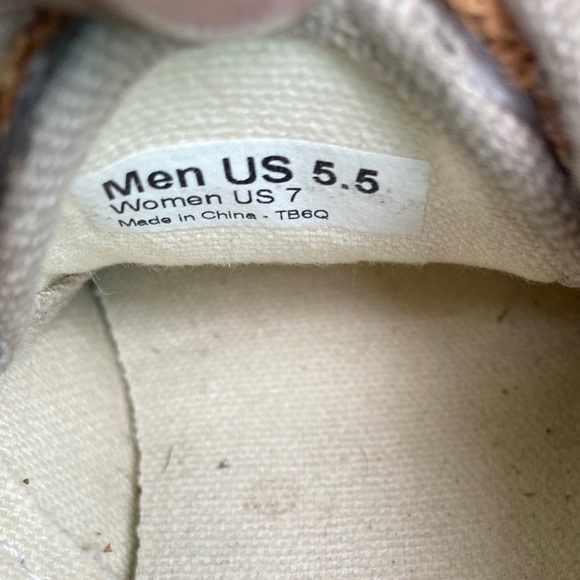 Men US 5.5
Women US 7
Made in China - TB6Q